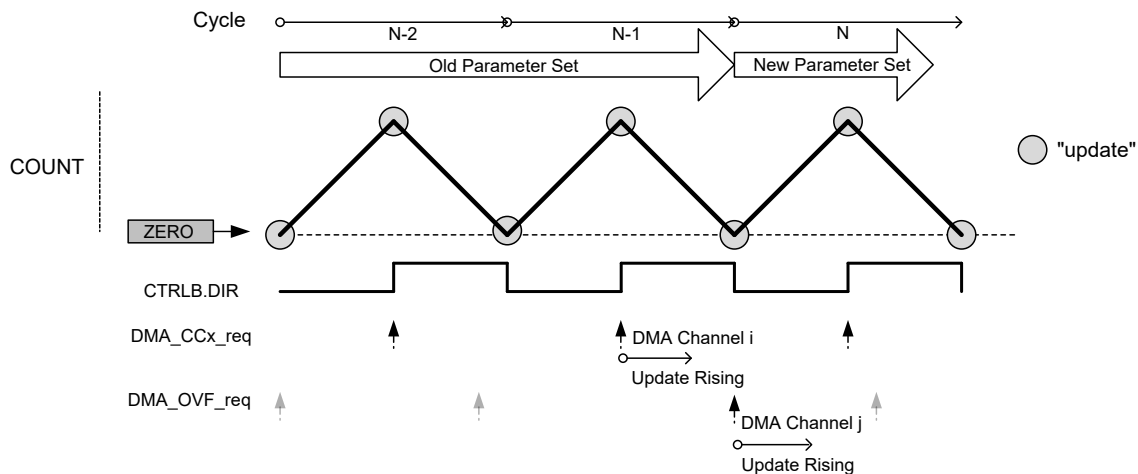 Cycle
N-2 N-1 N
Old Parameter Set New Parameter Set
COUNT
"update"
ZERO
CTRLB.DIR
DMA_CCx_req
DMA Channel i
Update Rising
DMA_OVF_req
DMA Channel j
Update Rising